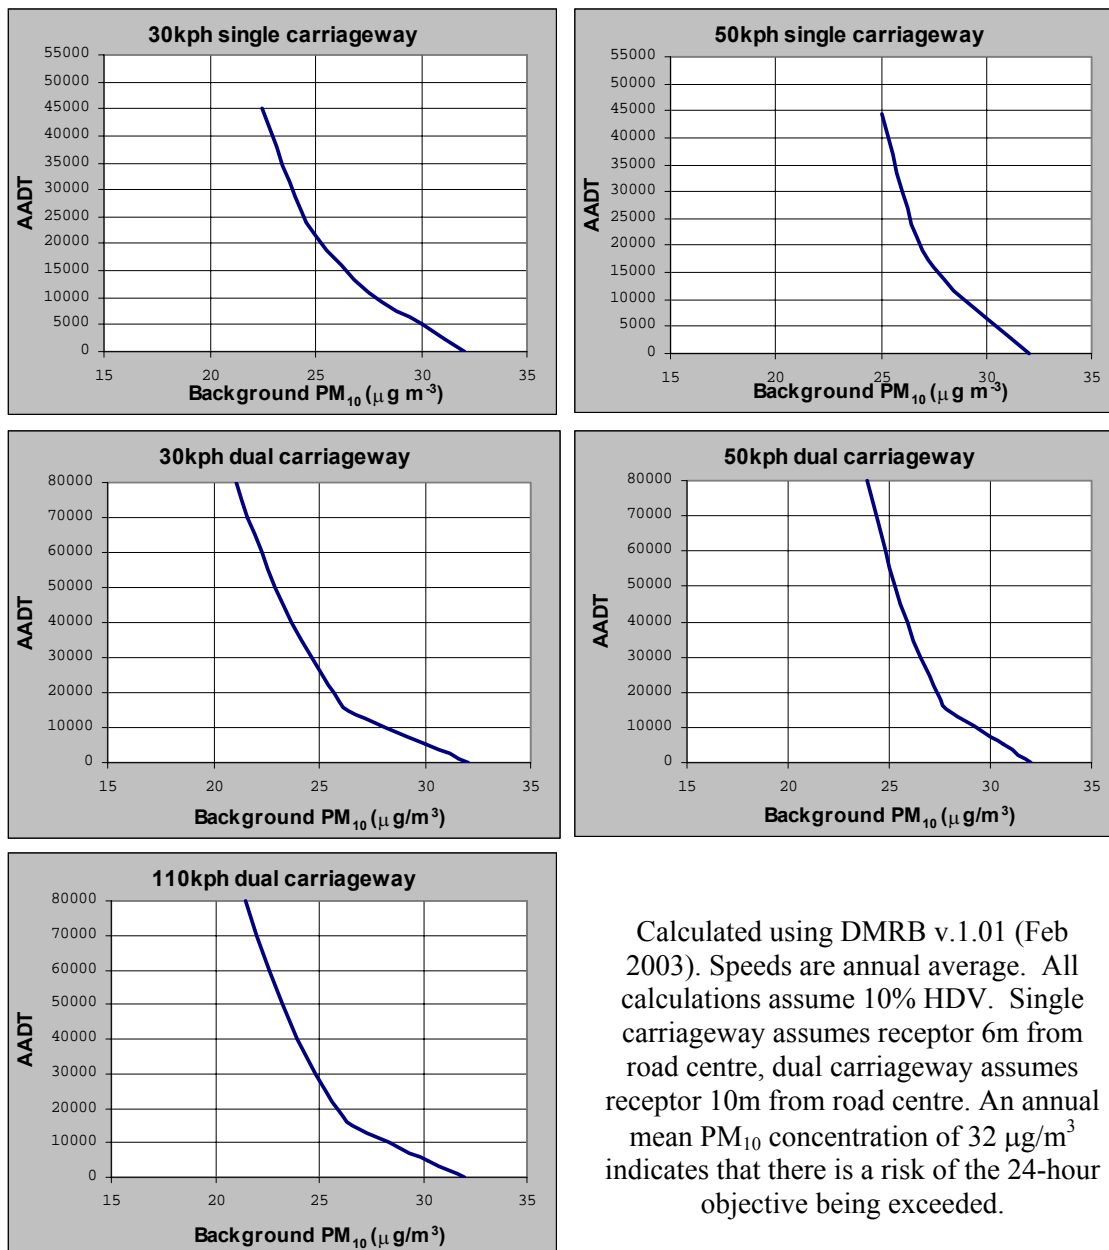 30kph single carriageway
55000
50000
45000
40000
35000
30000
25000
20000
15000
10000
5000
0
AADT
15 20 25 30 35
Background PM₁₀ (μ g m⁻³)
50kph single carriageway
55000
50000
45000
40000
35000
30000
25000
20000
15000
10000
5000
0
AADT
15 20 25 30 35
Background PM₁₀ (μ g m⁻³)
30kph dual carriageway
80000
70000
60000
50000
40000
30000
20000
10000
0
AADT
15 20 25 30 35
Background PM₁₀ (μ g/m³)
50kph dual carriageway
80000
70000
60000
50000
40000
30000
20000
10000
0
AADT
15 20 25 30 35
Background PM₁₀ (μ g/m³)
110kph dual carriageway
80000
70000
60000
50000
40000
30000
20000
10000
0
AADT
15 20 25 30 35
Background PM₁₀ (μ g/m³)
Calculated using DMRB v.1.01 (Feb
2003). Speeds are annual average. All
calculations assume 10% HDV. Single
carriageway assumes receptor 6m from
road centre, dual carriageway assumes
receptor 10m from road centre. An annual
mean PM₁₀ concentration of 32 μg/m³
indicates that there is a risk of the 24-hour
objective being exceeded.